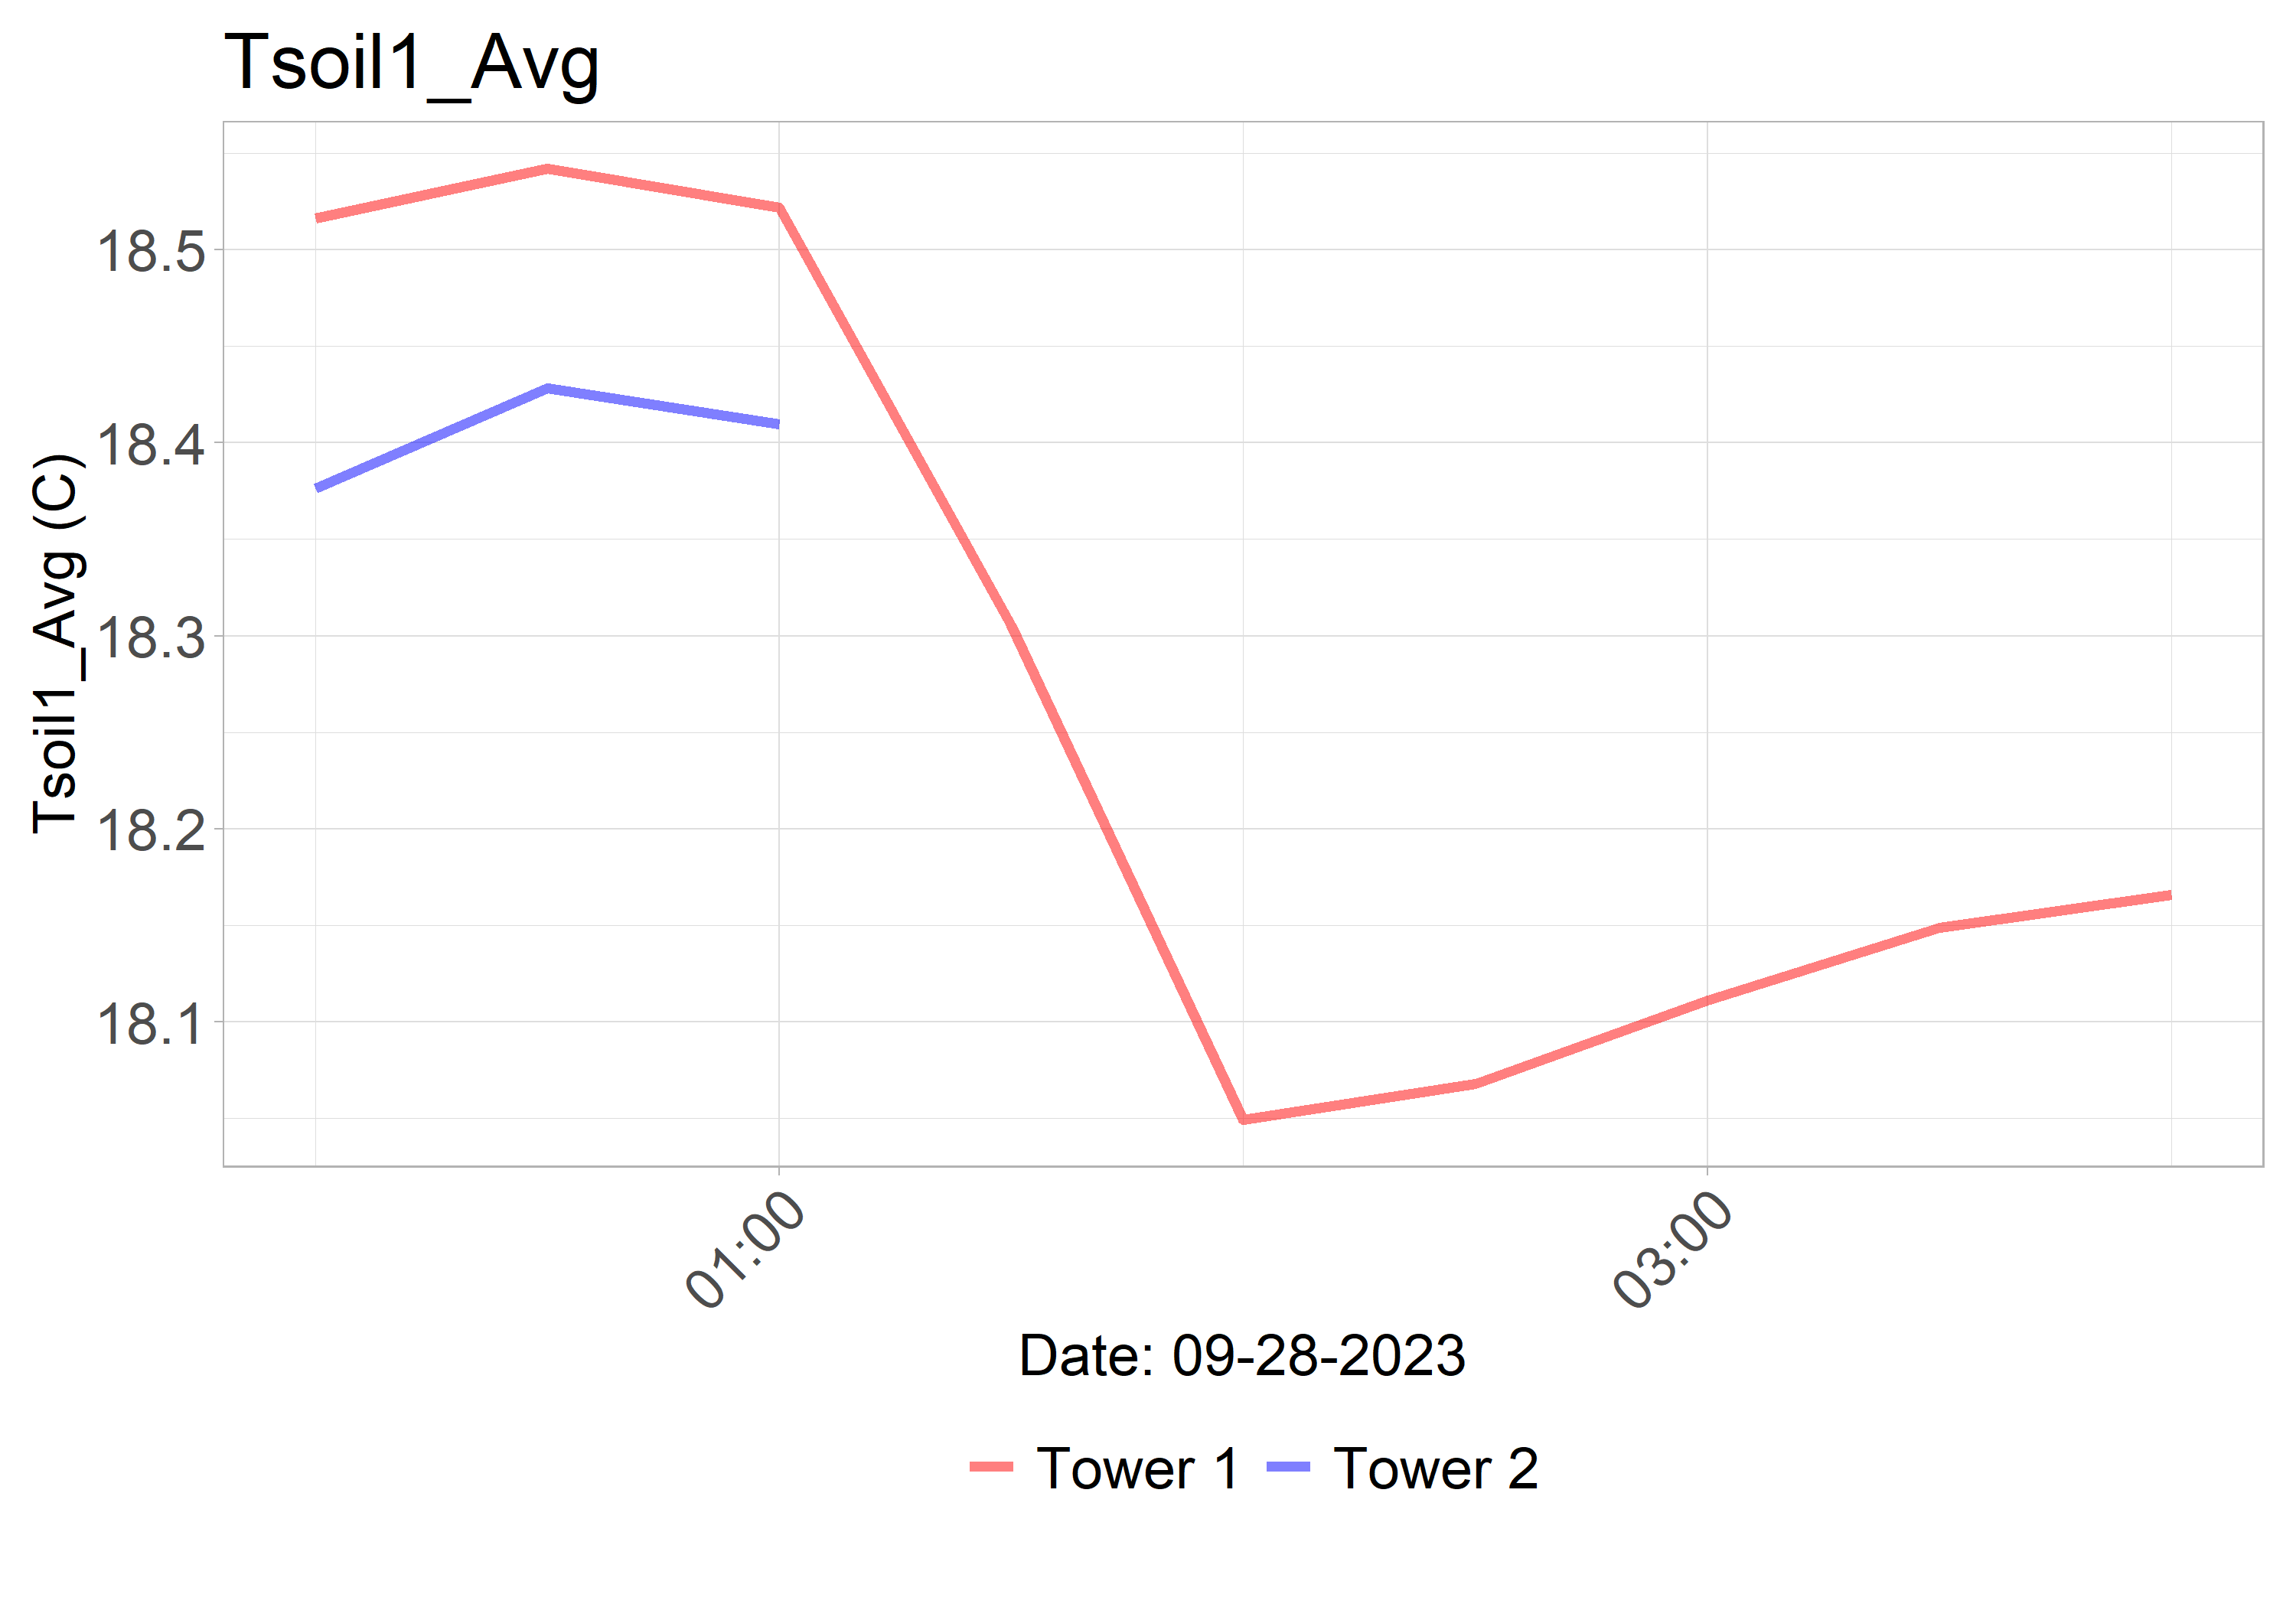 Tsoil1_Avg
Tsoil1_Avg (C)
18.5
18.4
18.3
18.2
18.1
01:00
03:00
Date: 09-28-2023
Tower 1
Tower 2